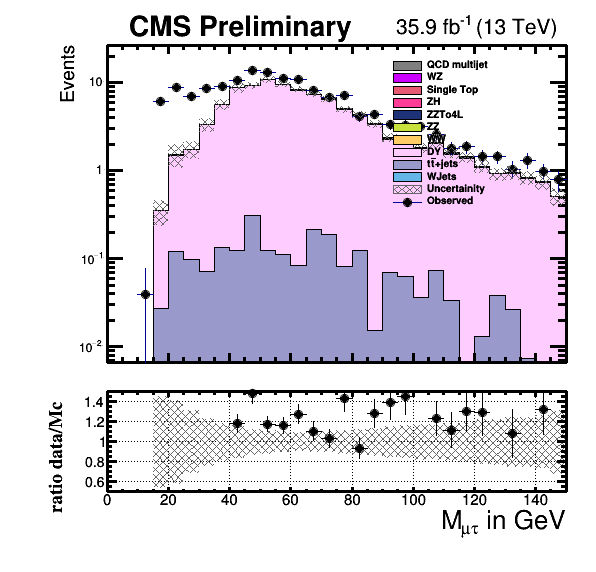 CMS Preliminary 35.9 fb⁻¹ (13 TeV)
Events
10
1
10⁻¹
10⁻²
QCD multijet
WZ
Single Top
ZH
ZZTo4L
ZZ
WW
DY
tt̄+jets
WJets
Uncertainity
Observed
ratio data/Mc
1.4
1.2
1
0.8
0.6
0 20 40 60 80 100 120 140
M_μτ in GeV